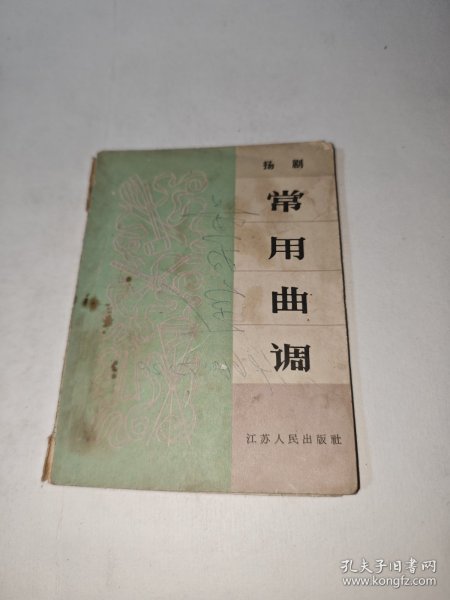 扬剧
常
用
曲
调
江苏人民出版社
孔夫子旧书网
www.kongfz.com